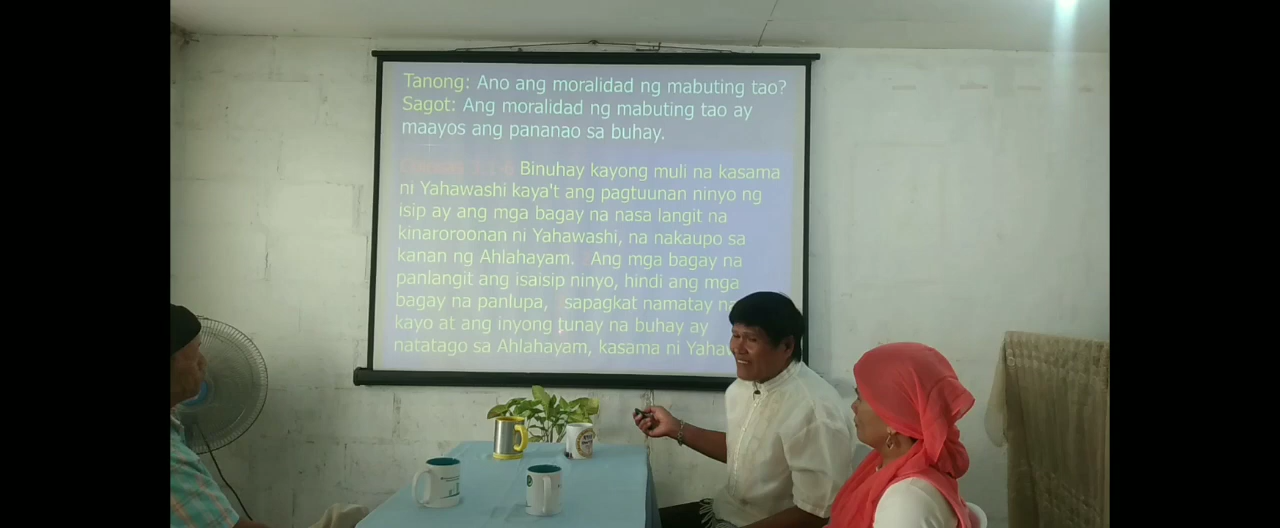 Tanong: Ano ang moralidad ng mabuting tao?
Sagot: Ang moralidad ng mabuting tao ay
maayos ang pananao sa buhay.
Binuhay kayong muli na kasama
ni Yahawashi kaya't ang pagtuunan ninyo ng
isip ay ang mga bagay na nasa langit na
kinaroroonan ni Yahawashi, na nakaupo sa
kanan ng Ahlahayam. Ang mga bagay na
panlangit ang isaisip ninyo, hindi ang mga
bagay na panlupa, sapagkat namatay na
kayo at ang inyong tunay na buhay ay
natatago sa Ahlahayam, kasama ni